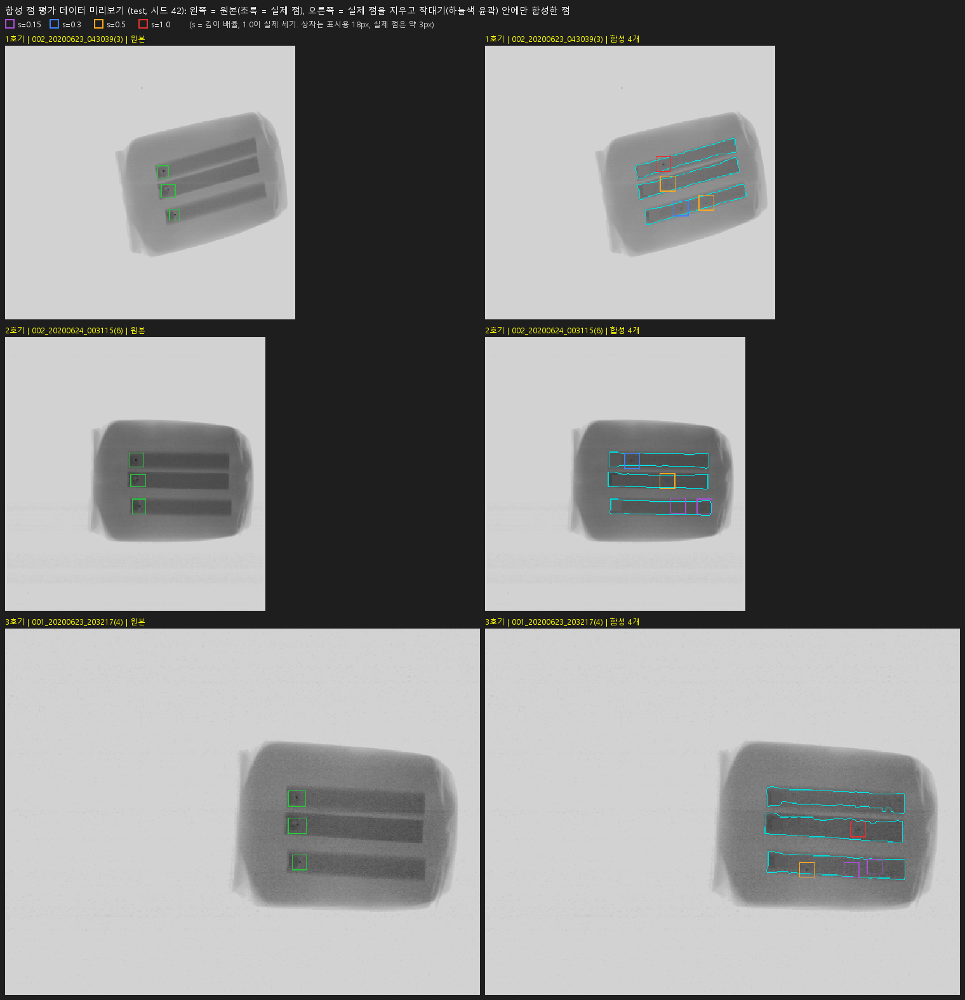 합성 점 평가 데이터 미리보기 (test, 시드 42): 왼쪽 = 원본(초록 = 실제 점), 오른쪽 = 실제 점을 지우고 막대기(하늘색 윤곽) 안에만 합성한 점
s=0.15 s=0.3 s=0.5 s=1.0 (s = 깊이 배율, 1.0이 실제 세기. 상자는 표시용 18px, 실제 점은 약 3px)
1호기 | 002_20200623_043039(3) | 원본
1호기 | 002_20200623_043039(3) | 합성 4개
2호기 | 002_20200624_003115(6) | 원본
2호기 | 002_20200624_003115(6) | 합성 4개
3호기 | 001_20200623_203217(4) | 원본
3호기 | 001_20200623_203217(4) | 합성 4개